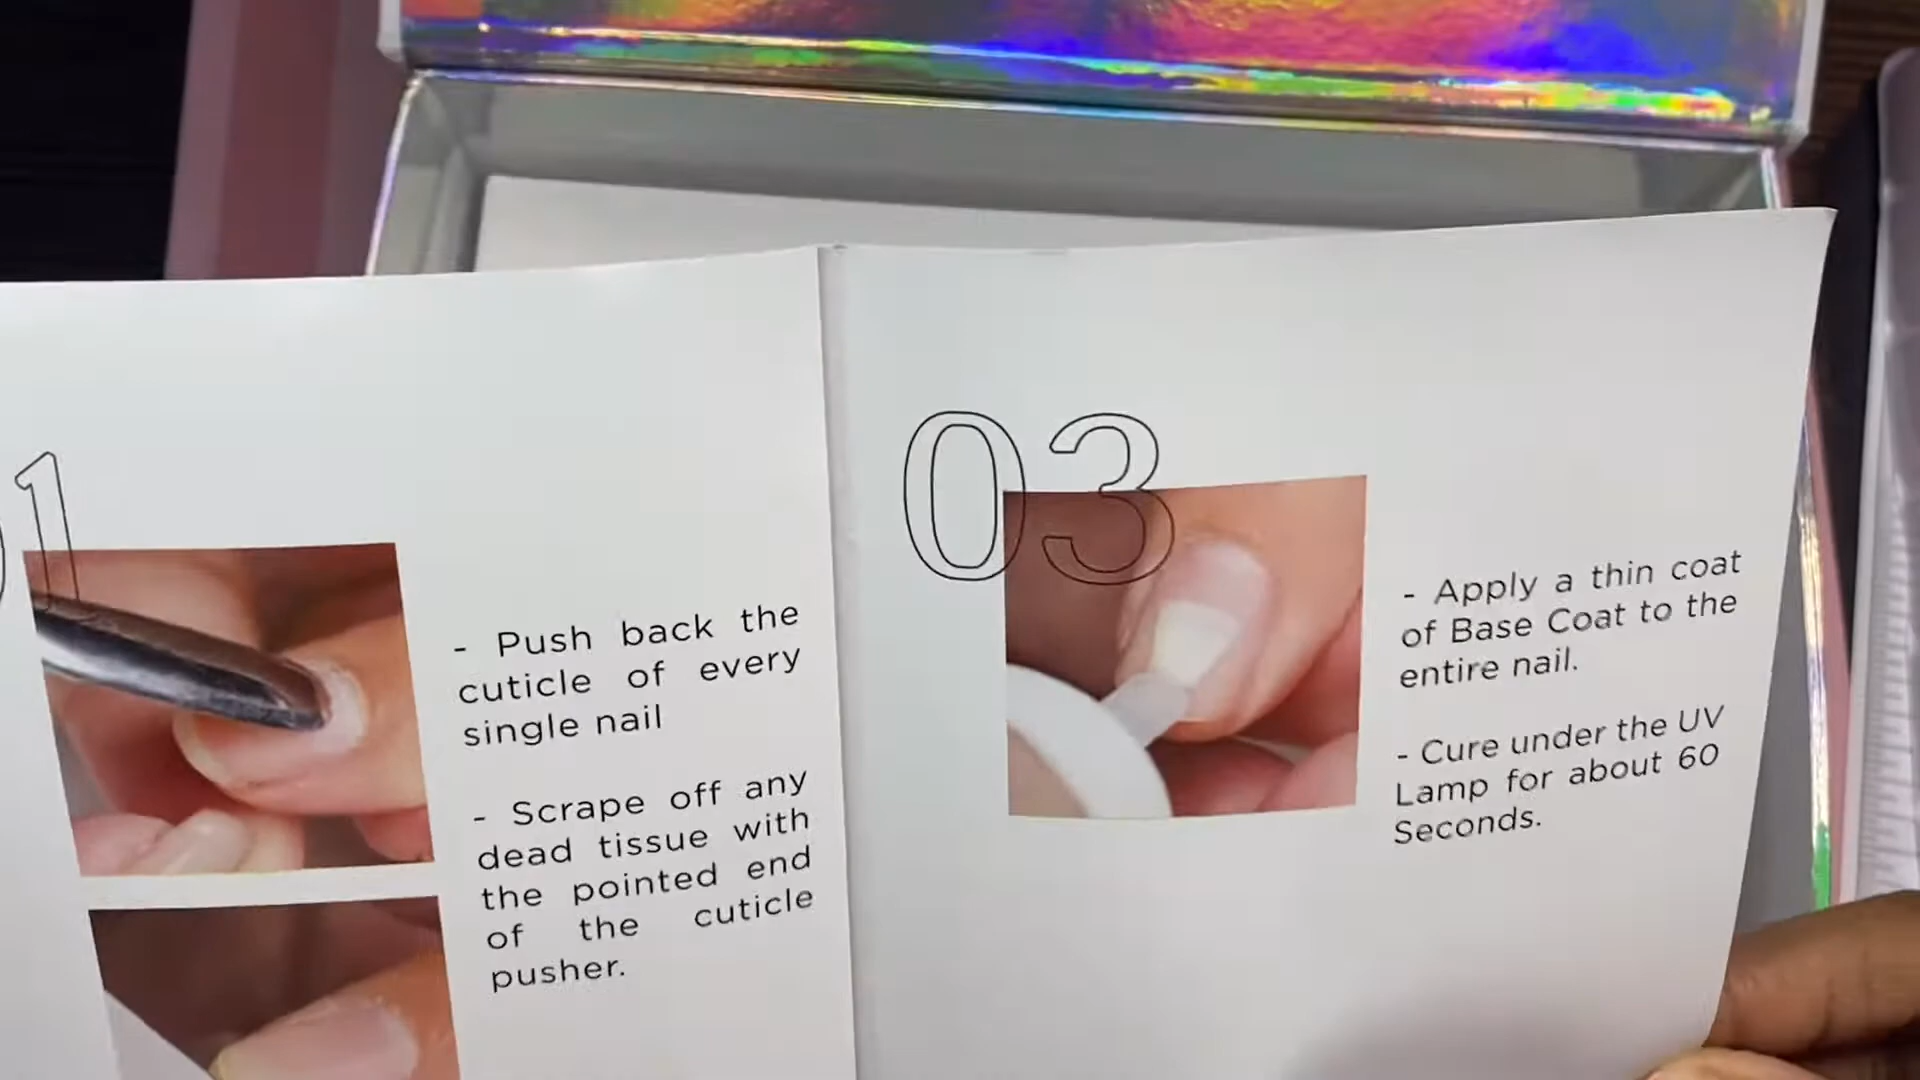 01
- Push back the
cuticle of every
single nail
- Scrape off any
dead tissue with
the pointed end
of the cuticle
pusher.
03
- Apply a thin coat
of Base Coat to the
entire nail.
- Cure under the UV
Lamp for about 60
Seconds.